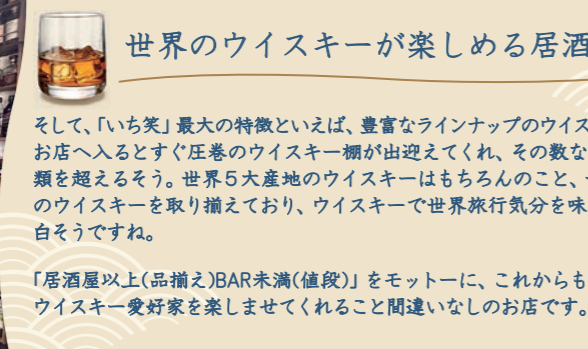 世界のウイスキーが楽しめる居酒
そして、「いち笑」最大の特徴といえば、豊富なラインナップのウイス
お店へ入るとすぐ圧巻のウイスキー棚が出迎えてくれ、その数な
類を超えるそう。世界5大産地のウイスキーはもちろんのこと、
のウイスキーを取り揃えており、ウイスキーで世界旅行気分を味
白そうですね。
「居酒屋以上(品揃え)BAR未満(値段)」をモットーに、これからも
ウイスキー愛好家を楽しませてくれること間違いなしのお店です。